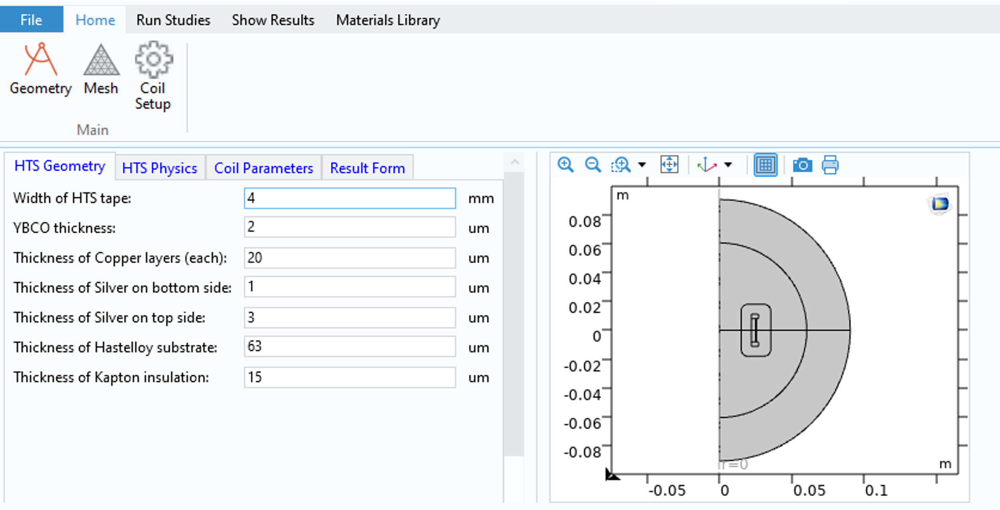 File Home Run Studies Show Results Materials Library
Geometry Mesh Coil Setup
Main
HTS Geometry HTS Physics Coil Parameters Result Form
Width of HTS tape: 4 mm
YBCO thickness: 2 um
Thickness of Copper layers (each): 20 um
Thickness of Silver on bottom side: 1 um
Thickness of Silver on top side: 3 um
Thickness of Hastelloy substrate: 63 um
Thickness of Kapton insulation: 15 um
m
0.08
0.06
0.04
0.02
0
-0.02
-0.04
-0.06
-0.08
r=0
m
-0.05 0 0.05 0.1